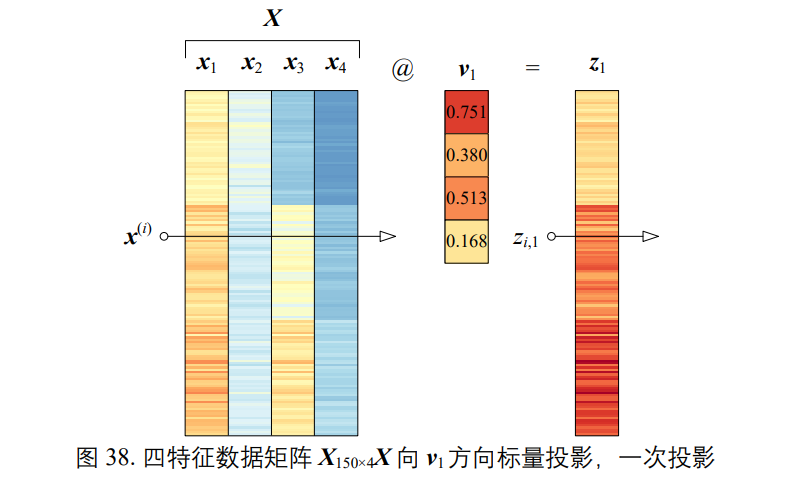 X
x1 x2 x3 x4 @ v1 = z1
0.751
0.380
0.513
0.168
x(i) zi,1
图 38. 四特征数据矩阵 X150×4X 向 v1 方向标量投影，一次投影